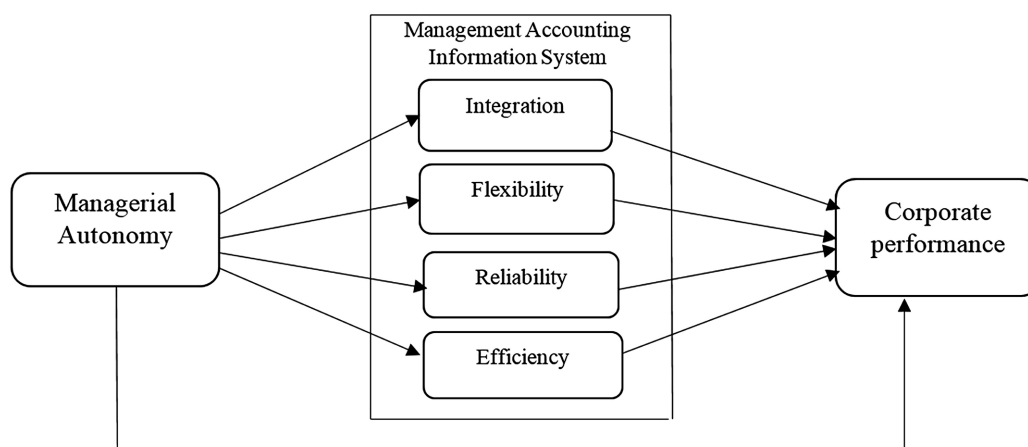 Management Accounting
Information System
Integration
Flexibility
Reliability
Efficiency
Managerial
Autonomy
Corporate
performance